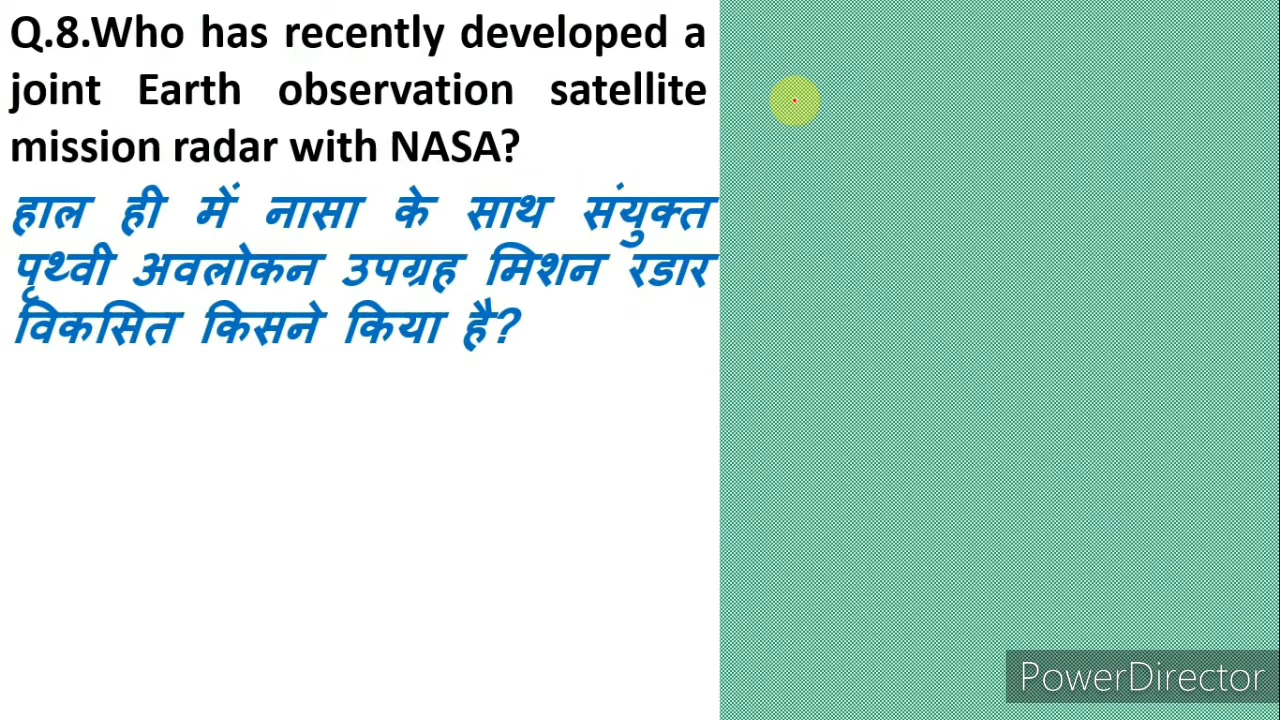 Q.8.Who has recently developed a
joint Earth observation satellite
mission radar with NASA?
हाल ही में नासा के साथ संयुक्त
पृथ्वी अवलोकन उपग्रह मिशन रडार
विकसित किसने किया है?
PowerDirector